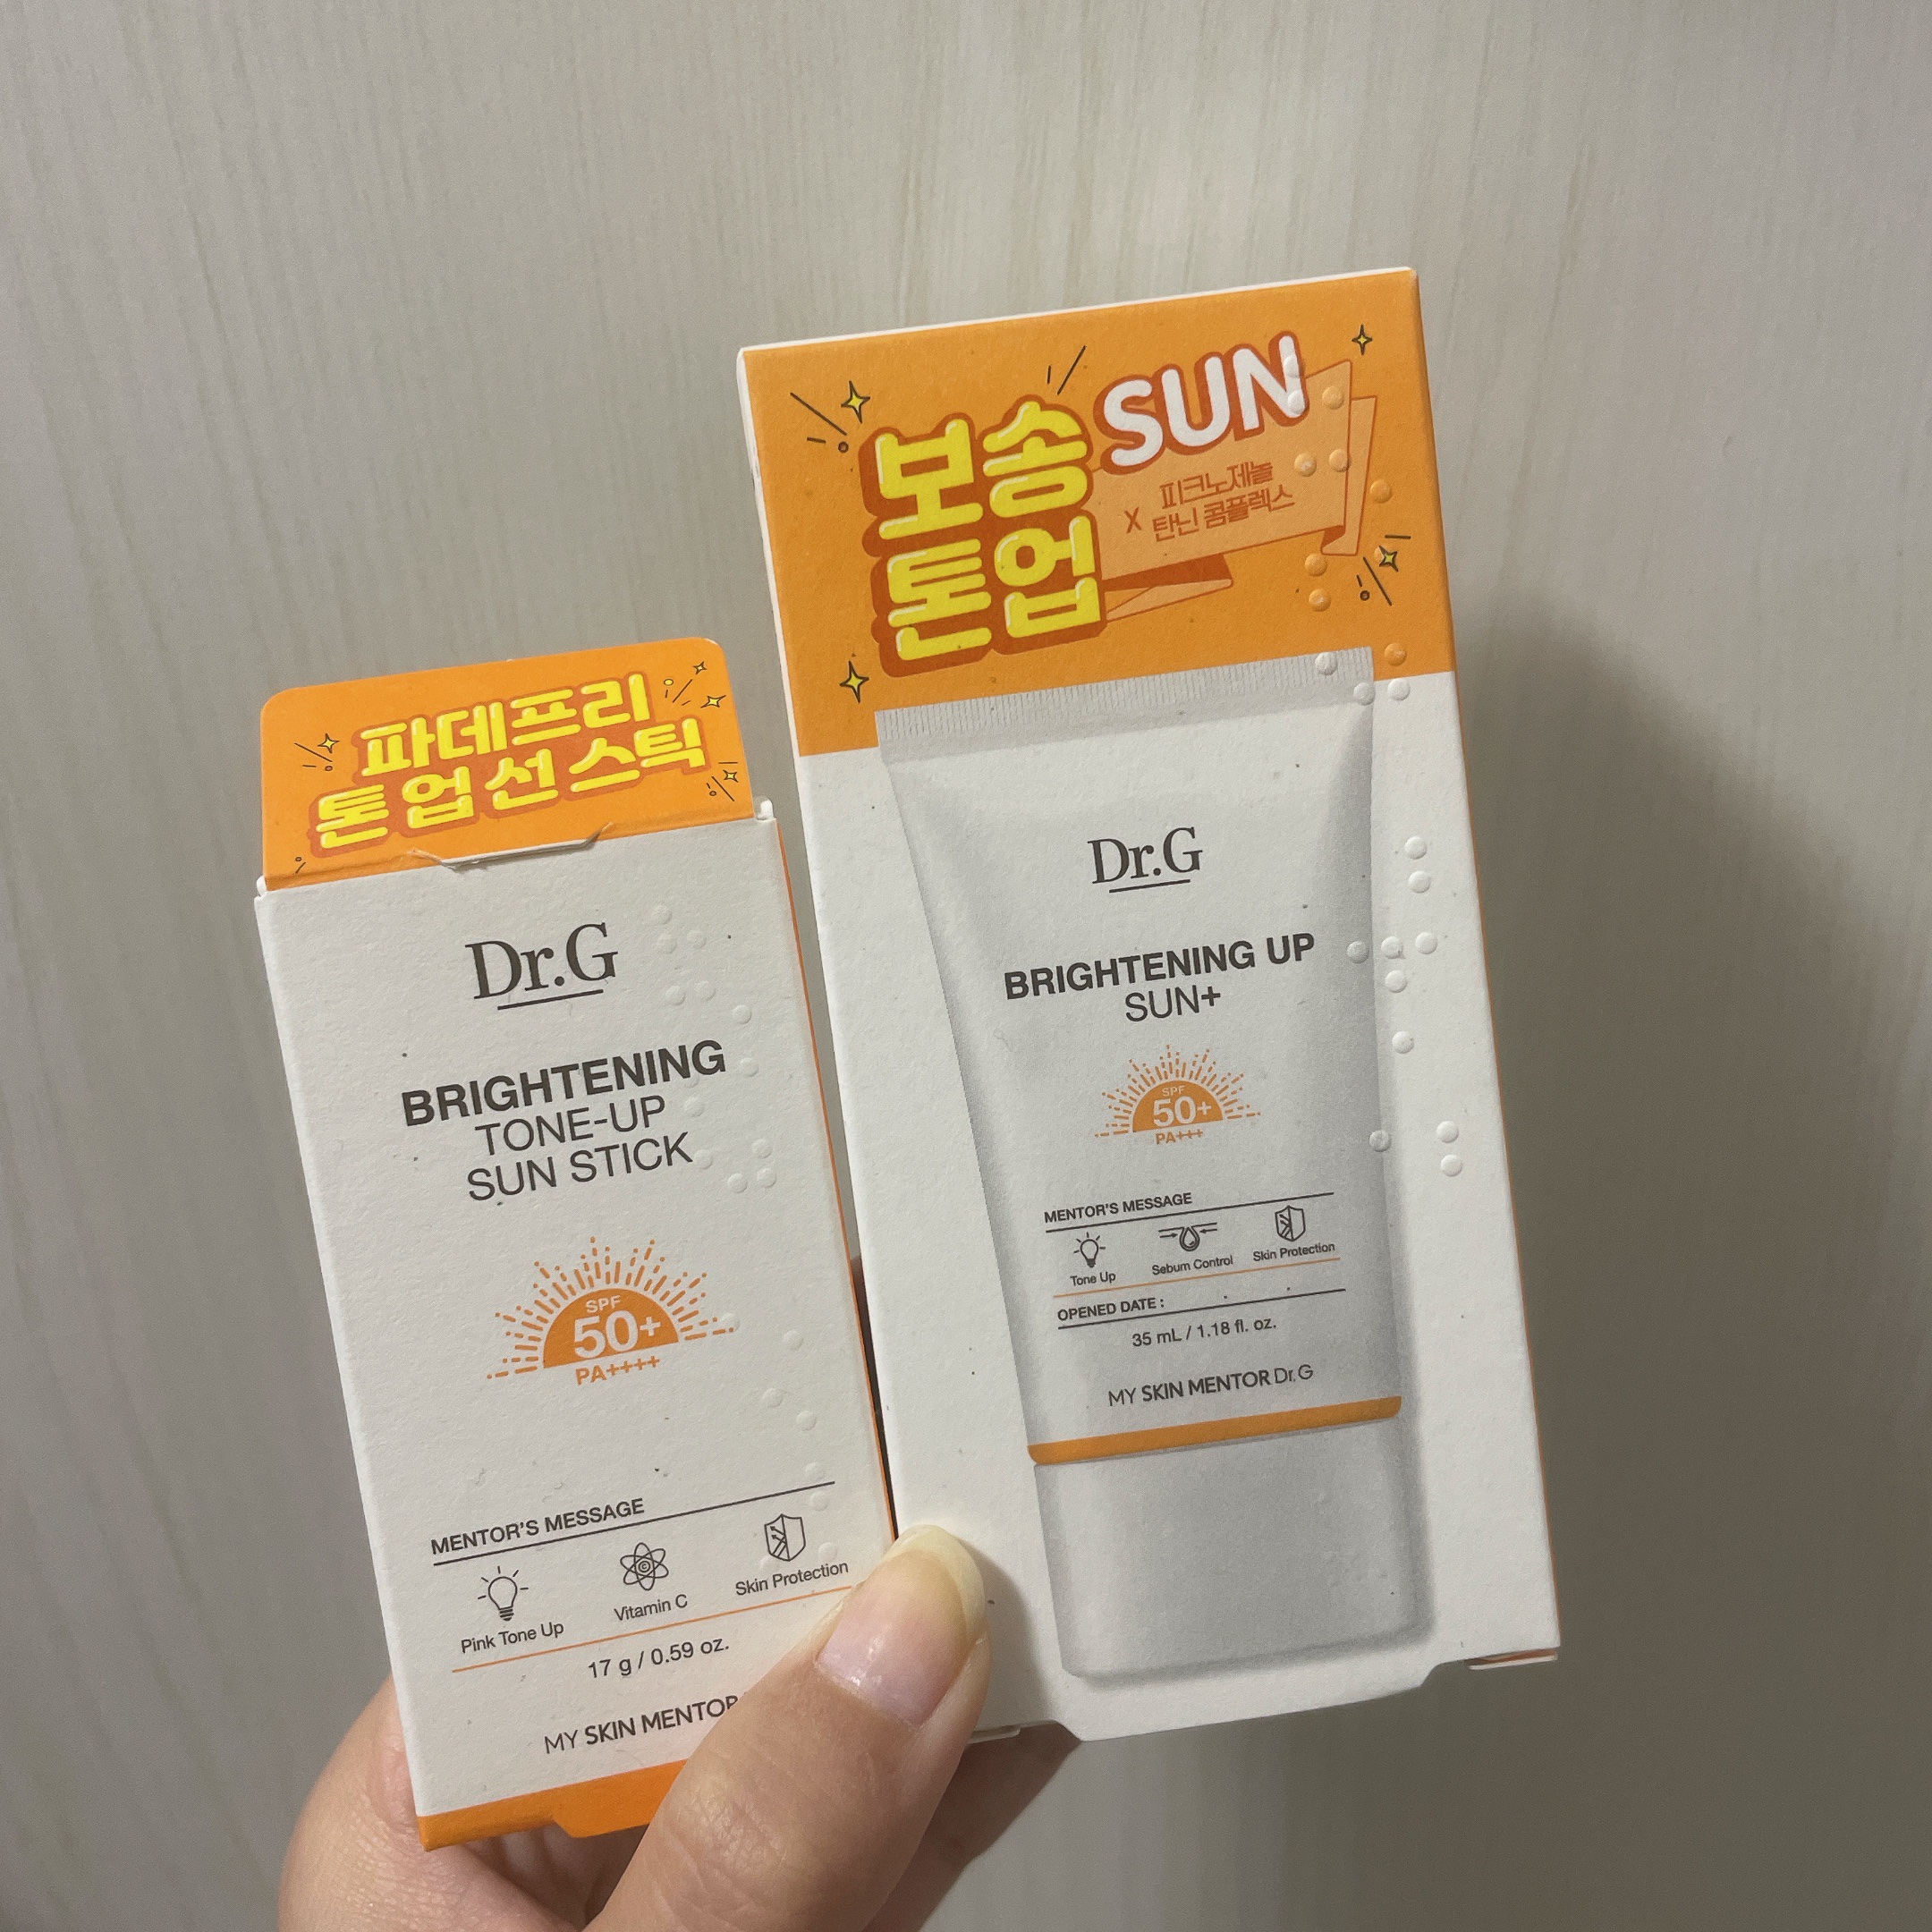 파데프리
톤업선스틱
Dr.G
BRIGHTENING
TONE-UP
SUN STICK
SPF
50+
PA++++
MENTOR'S MESSAGE
Pink Tone Up
Vitamin C
Skin Protection
17 g / 0.59 oz.
MY SKIN MENTOR
보송 SUN
톤업
X 피크노제놀
탄닌 콤플렉스
Dr.G
BRIGHTENING UP
SUN+
SPF
50+
PA+++
MENTOR'S MESSAGE
Tone Up
Sebum Control
Skin Protection
OPENED DATE : . .
35 mL / 1.18 fl. oz.
MY SKIN MENTOR Dr.G